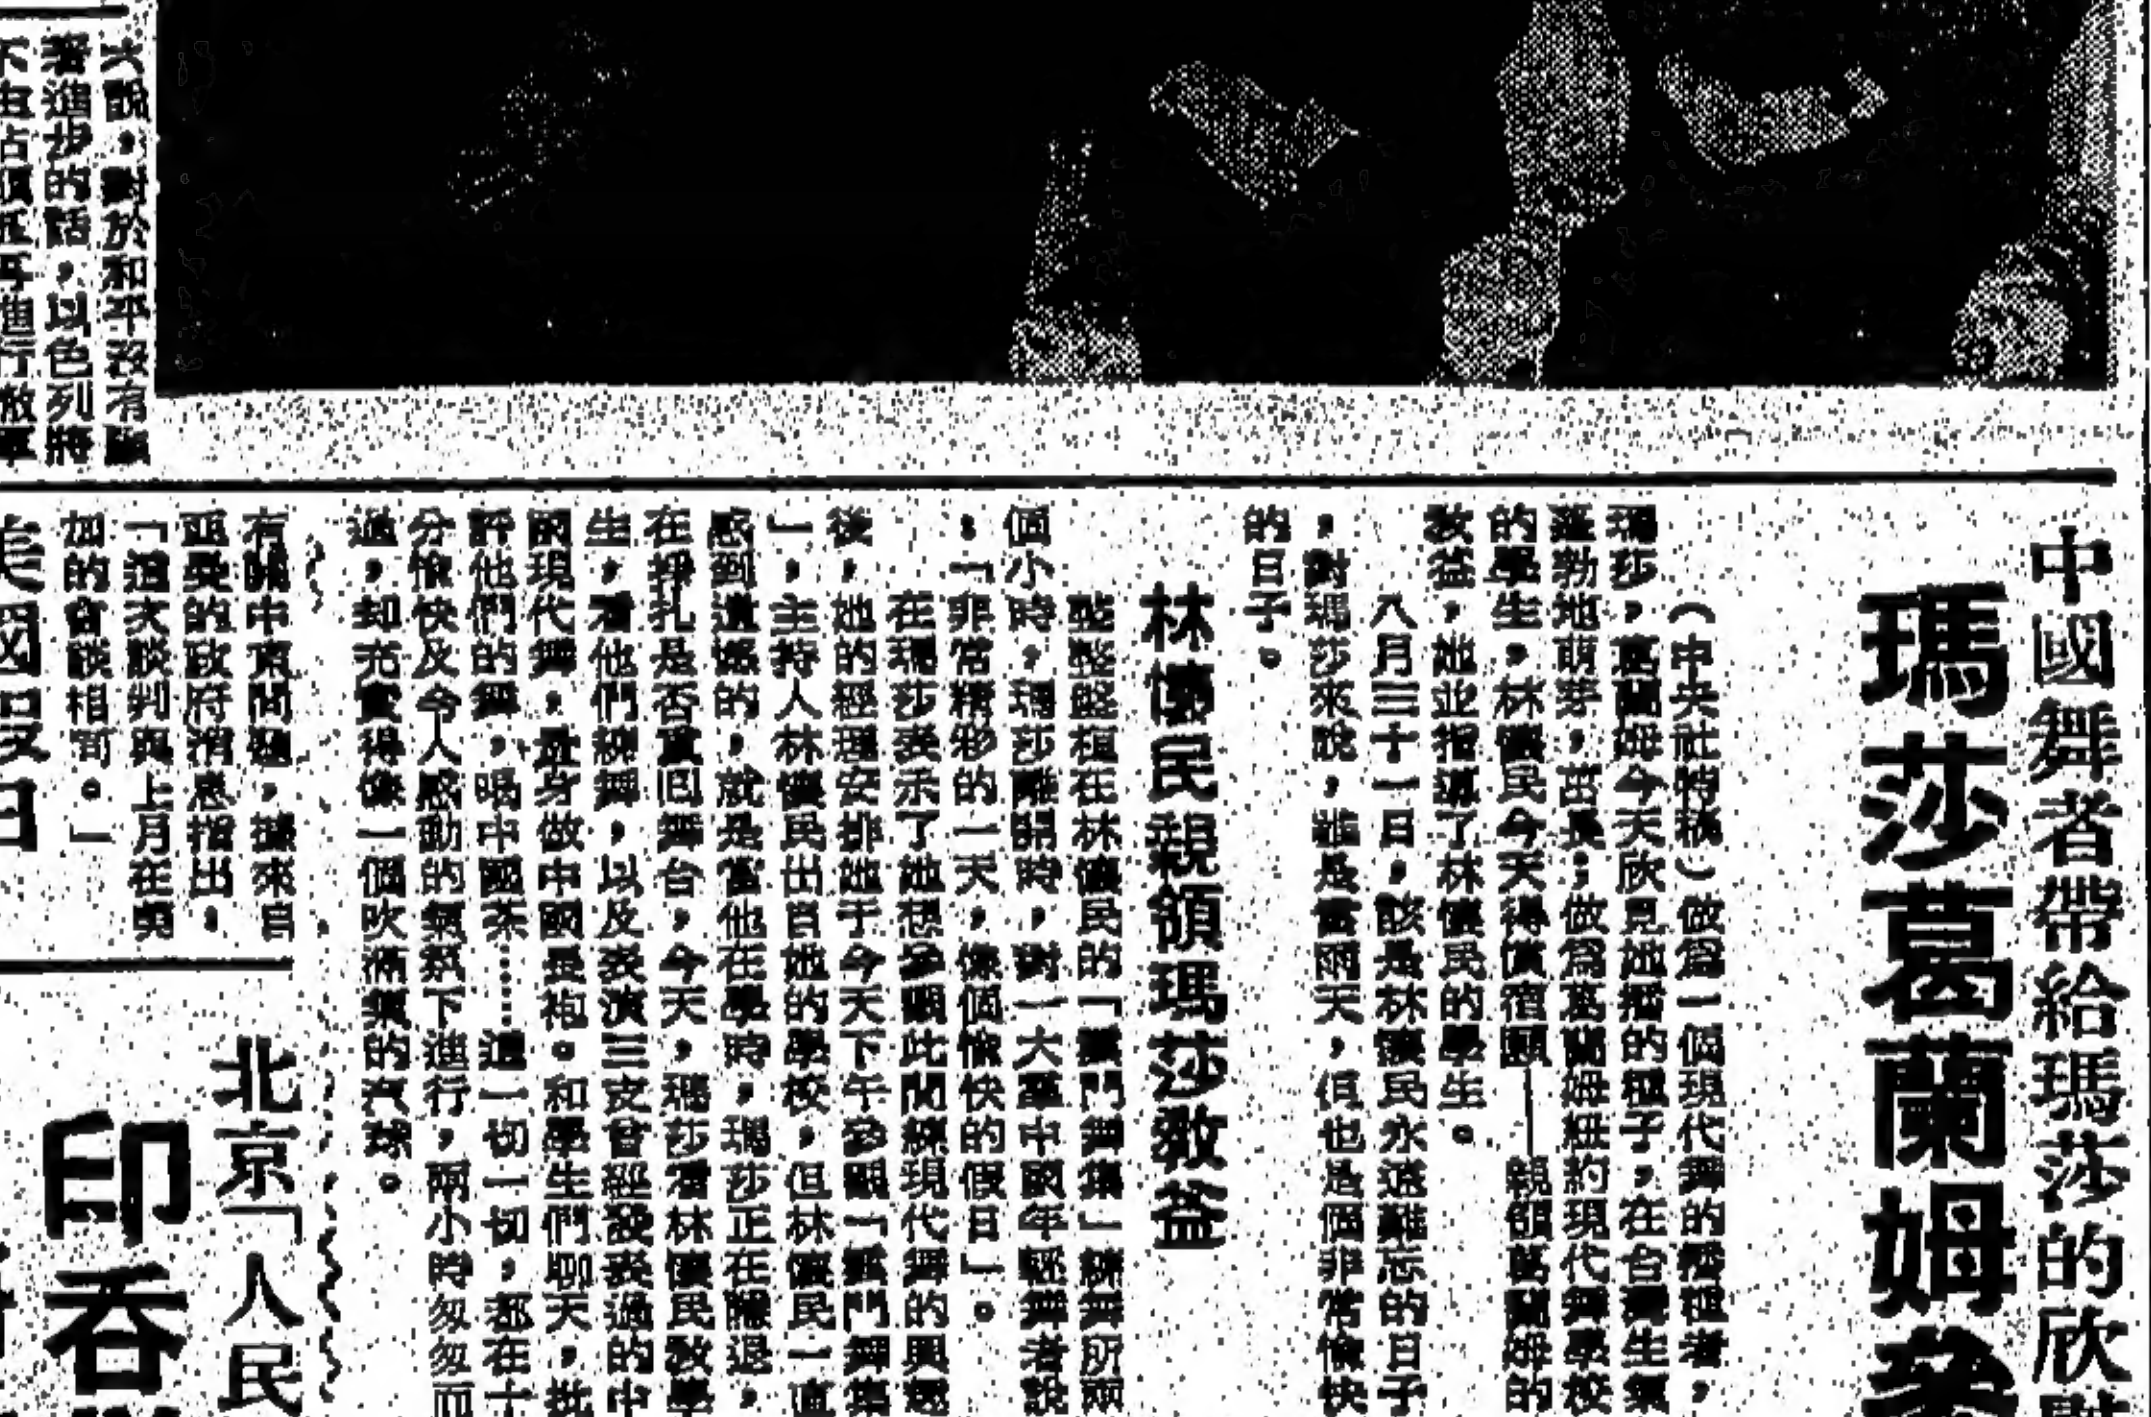 中國舞者帶給瑪莎的欣
瑪莎葛蘭姆參
(中央社特稿)做為一個現代舞的播種者,
瑪莎,葛蘭姆今天欣見她播的種子,在台灣生氣
蓬勃地萌芽,茁長;做為葛蘭姆紐約現代舞學校
的學生,林懷民今天得償宿願——親領葛蘭姆的
教益,她並指導了林懷民的學生。
八月三十一日,該是林懷民永遠難忘的日子
,對瑪莎來說,雖是雷雨天,但也是個非常愉快
的日子。
林懷民親領瑪莎教益
整整盤桓在林懷民的「雲門舞集」練舞所兩
個小時,瑪莎離開時,對一大羣中國年輕舞者說
:「非常精彩的一天,像個愉快的假日」。
在瑪莎表示了她想參觀此間練現代舞的興趣
後,她的經理安排她于今天下午參觀「雲門舞集
」,主持人林懷民出自她的學校,但林懷民一直
感到遺憾的,就是當他在學時,瑪莎正在醞退,
在掙扎是否重回舞台,今天,瑪莎看林懷民教學
生,看他們練舞,以及表演三支曾經發表過的中
國現代舞,並身做中國長袍。和學生們聊天,批
評他們的舞,喝中國茶……這一切一切,都在十
分愉快及令人感動的氣氛下進行,兩小時匆匆而
過,却充實得像一個吹滿氣的汽球。
有關中東問題,據來自
亞曼的政府消息指出,
「這次談判與上月在
加的會談相同。」
北京「人民
印吞
六說,對於和平沒有
著進步的話,以色列將